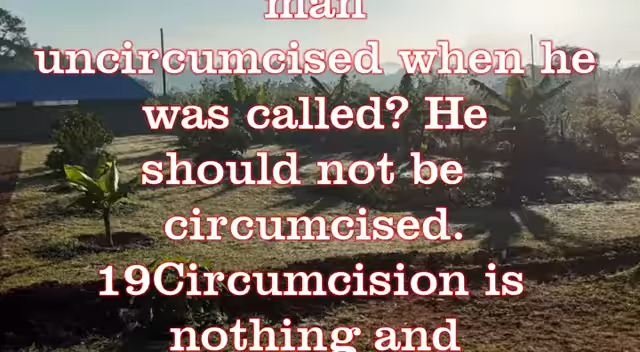 man
uncircumcised when he
was called? He
should not be
circumcised.
19Circumcision is
nothing and